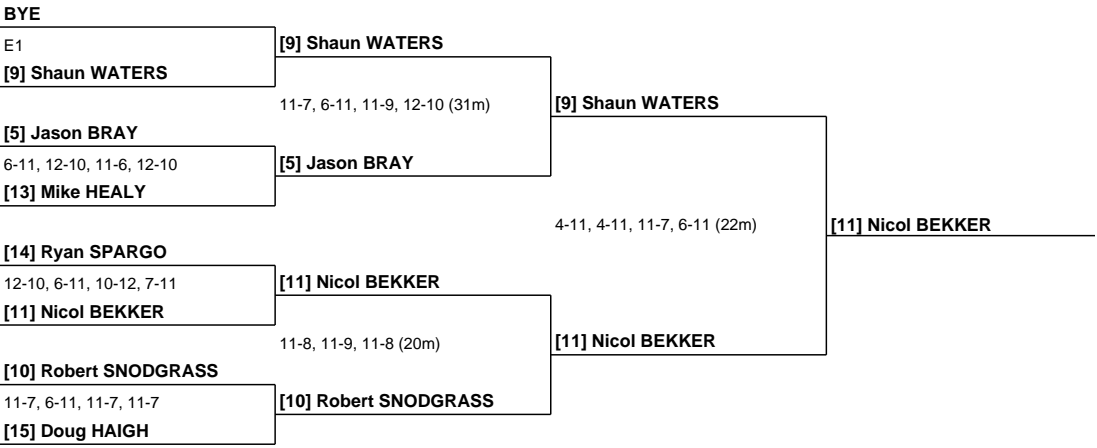 BYE
E1
[9] Shaun WATERS
[5] Jason BRAY
6-11, 12-10, 11-6, 12-10
[13] Mike HEALY
[14] Ryan SPARGO
12-10, 6-11, 10-12, 7-11
[11] Nicol BEKKER
[10] Robert SNODGRASS
11-7, 6-11, 11-7, 11-7
[15] Doug HAIGH
[9] Shaun WATERS
11-7, 6-11, 11-9, 12-10 (31m)
[5] Jason BRAY
[11] Nicol BEKKER
11-8, 11-9, 11-8 (20m)
[10] Robert SNODGRASS
[9] Shaun WATERS
4-11, 4-11, 11-7, 6-11 (22m)
[11] Nicol BEKKER
[11] Nicol BEKKER